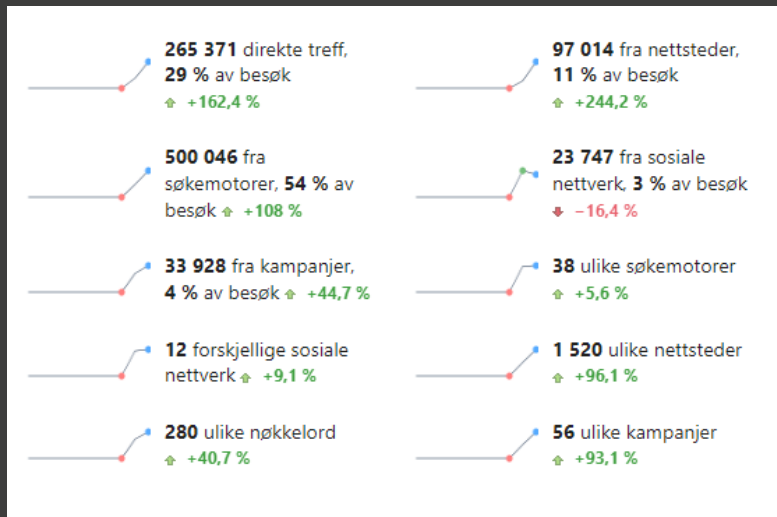 265 371 direkte treff,
29 % av besøk
+162,4 %
97 014 fra nettsteder,
11 % av besøk
+244,2 %
500 046 fra
søkemotorer, 54 % av
besøk +108 %
23 747 fra sosiale
nettverk, 3 % av besøk
−16,4 %
33 928 fra kampanjer,
4 % av besøk +44,7 %
38 ulike søkemotorer
+5,6 %
12 forskjellige sosiale
nettverk +9,1 %
1 520 ulike nettsteder
+96,1 %
280 ulike nøkkelord
+40,7 %
56 ulike kampanjer
+93,1 %